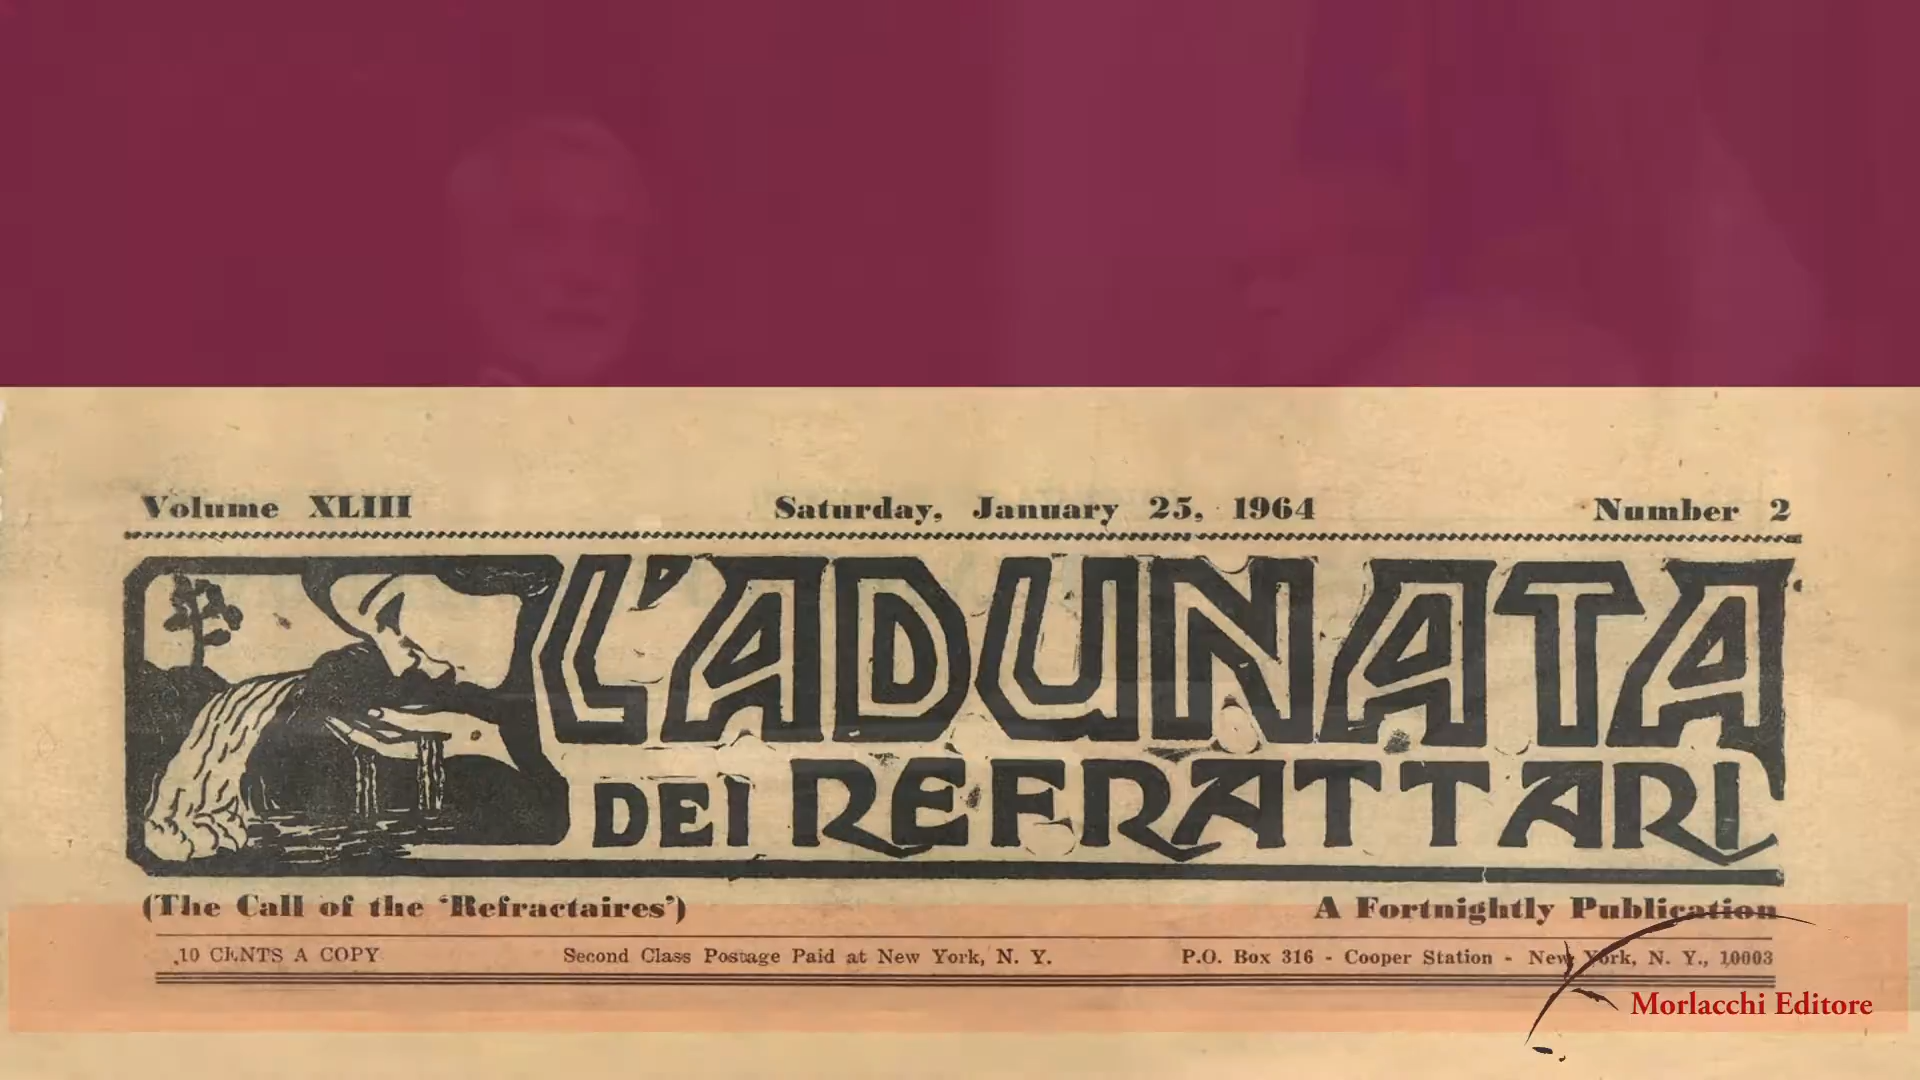 Volume XLIII Saturday, January 25, 1964 Number 2
L'ADUNATA
DEI REFRATTARI
(The Call of the 'Refractaires') A Fortnightly Publication
10 CENTS A COPY Second Class Postage Paid at New York, N. Y. P.O. Box 316 - Cooper Station - New York, N. Y., 10003
Morlacchi Editore